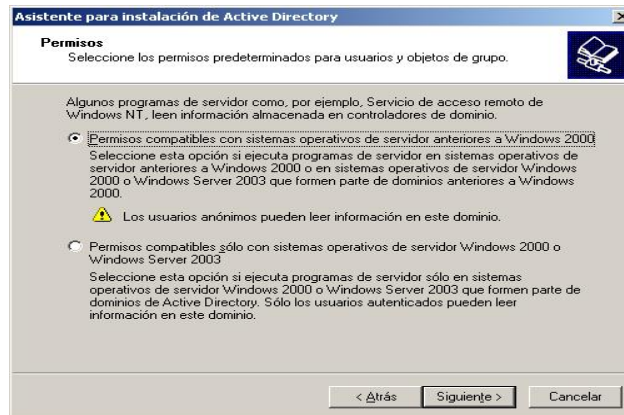 Asistente para instalación de Active Directory
Permisos
Seleccione los permisos predeterminados para usuarios y objetos de grupo.
Algunos programas de servidor como, por ejemplo, Servicio de acceso remoto de
Windows NT, leen información almacenada en controladores de dominio.
Permisos compatibles con sistemas operativos de servidor anteriores a Windows 2000
Seleccione esta opción si ejecuta programas de servidor en sistemas operativos de
servidor anteriores a Windows 2000 o en sistemas operativos de servidor Windows
2000 o Windows Server 2003 que formen parte de dominios anteriores a Windows
2000.
Los usuarios anónimos pueden leer información en este dominio.
Permisos compatibles sólo con sistemas operativos de servidor Windows 2000 o
Windows Server 2003
Seleccione esta opción si ejecuta programas de servidor sólo en sistemas
operativos de servidor Windows 2000 o Windows Server 2003 que formen parte de
dominios de Active Directory. Sólo los usuarios autenticados pueden leer
información en este dominio.
< Atrás Siguiente > Cancelar